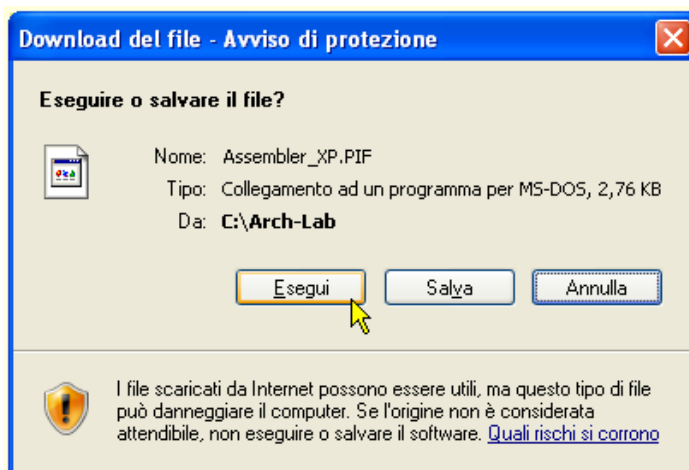 Download del file - Avviso di protezione
Eseguire o salvare il file?
Nome: Assembler_XP.PIF
Tipo: Collegamento ad un programma per MS-DOS, 2,76 KB
Da: C:\Arch-Lab
Esegui Salva Annulla
I file scaricati da Internet possono essere utili, ma questo tipo di file
può danneggiare il computer. Se l'origine non è considerata
attendibile, non eseguire o salvare il software. Quali rischi si corrono